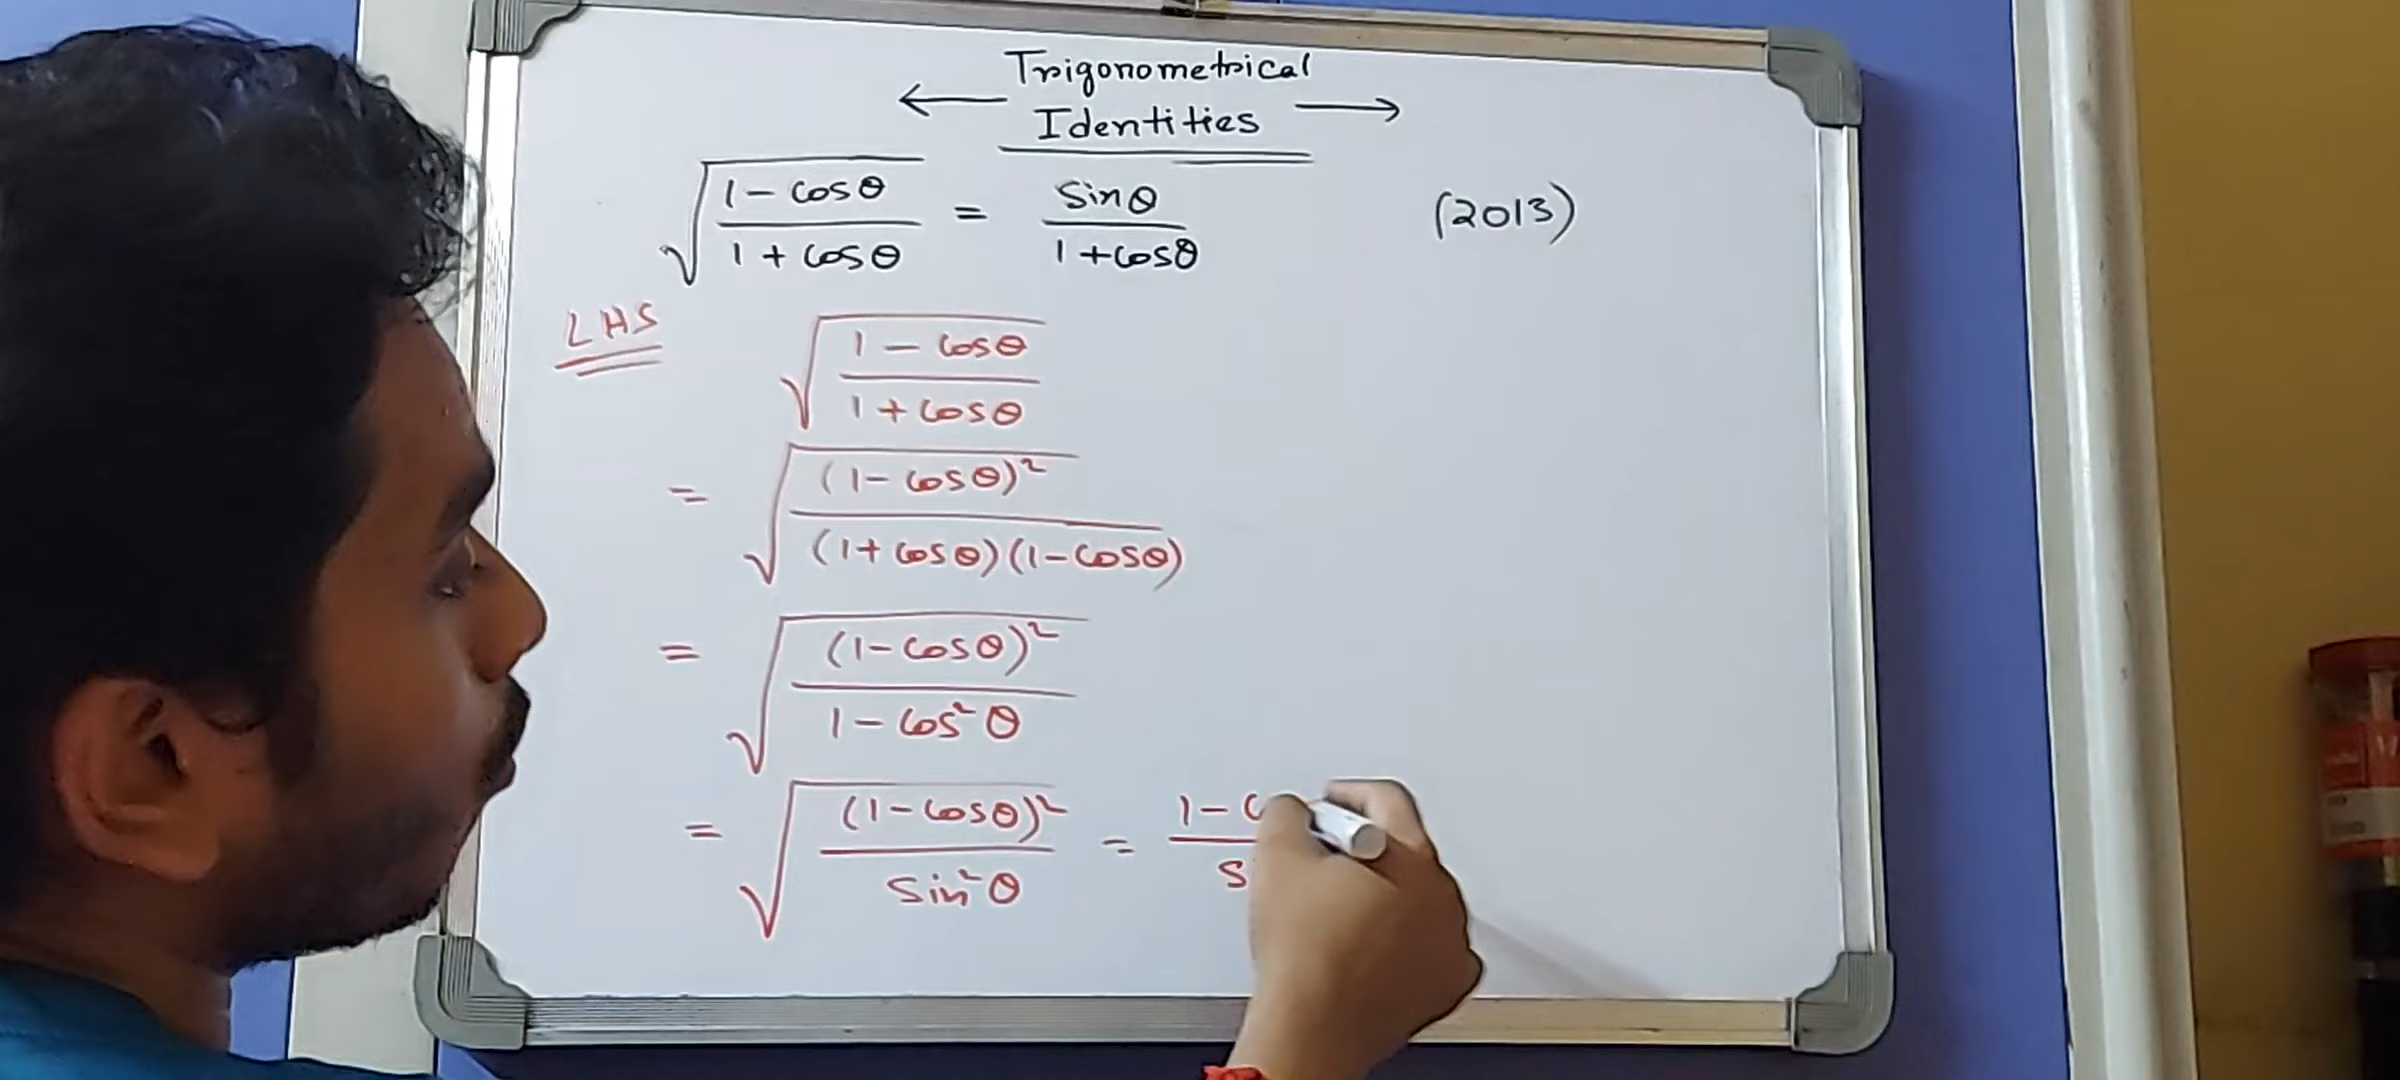 Trigonometrical
← Identities →
√((1 - cosθ)/(1 + cosθ)) = sinθ/(1 + cosθ) (2013)
LHS √((1 - cosθ)/(1 + cosθ))
= √((1 - cosθ)²/((1 + cosθ)(1 - cosθ)))
= √((1 - cosθ)²/(1 - cos²θ))
= √((1 - cosθ)²/sin²θ) = (1 - c)/s